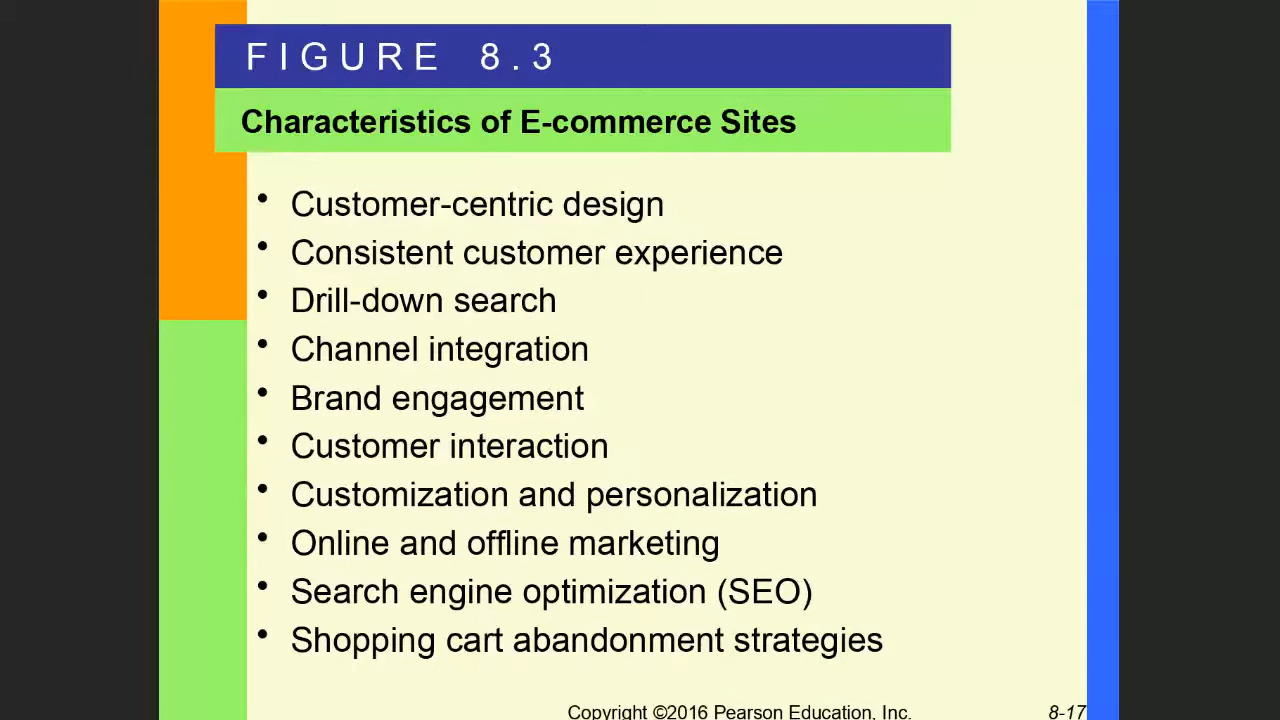 FIGURE 8.3
Characteristics of E-commerce Sites
• Customer-centric design
• Consistent customer experience
• Drill-down search
• Channel integration
• Brand engagement
• Customer interaction
• Customization and personalization
• Online and offline marketing
• Search engine optimization (SEO)
• Shopping cart abandonment strategies
Copyright ©2016 Pearson Education, Inc. 8-17